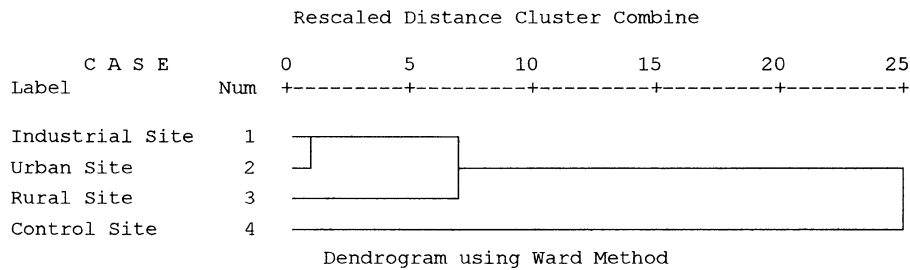 Rescaled Distance Cluster Combine
C A S E 0 5 10 15 20 25
Label Num +---------+---------+---------+---------+---------+
Industrial Site 1
Urban Site 2
Rural Site 3
Control Site 4
Dendrogram using Ward Method